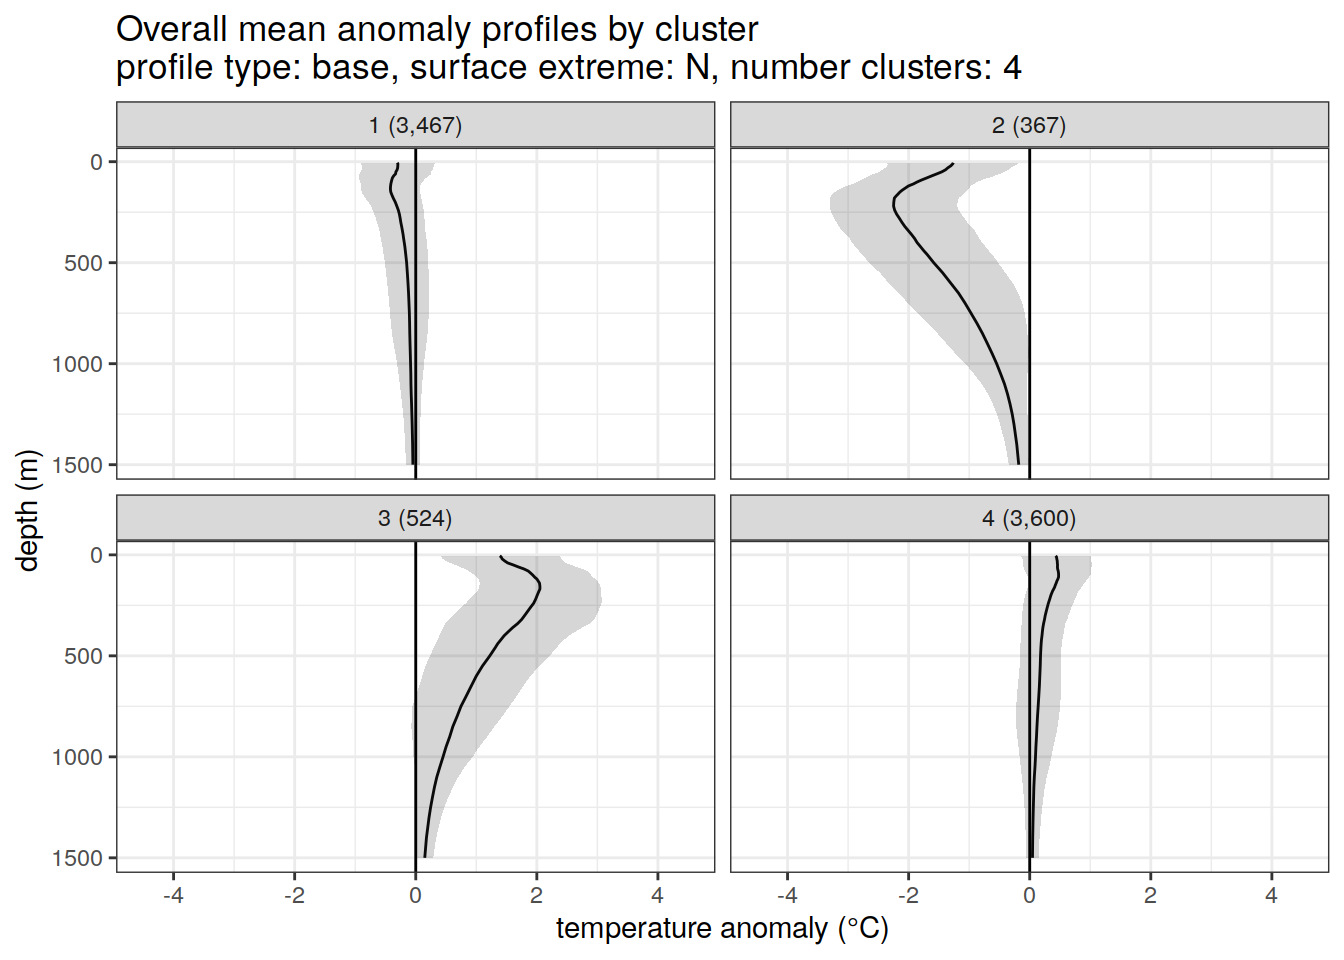 Overall mean anomaly profiles by cluster
profile type: base, surface extreme: N, number clusters: 4
1 (3,467)
2 (367)
0
500
1000
1500
3 (524)
4 (3,600)
0
500
1000
1500
-4 -2 0 2 4
-4 -2 0 2 4
depth (m)
temperature anomaly (°C)